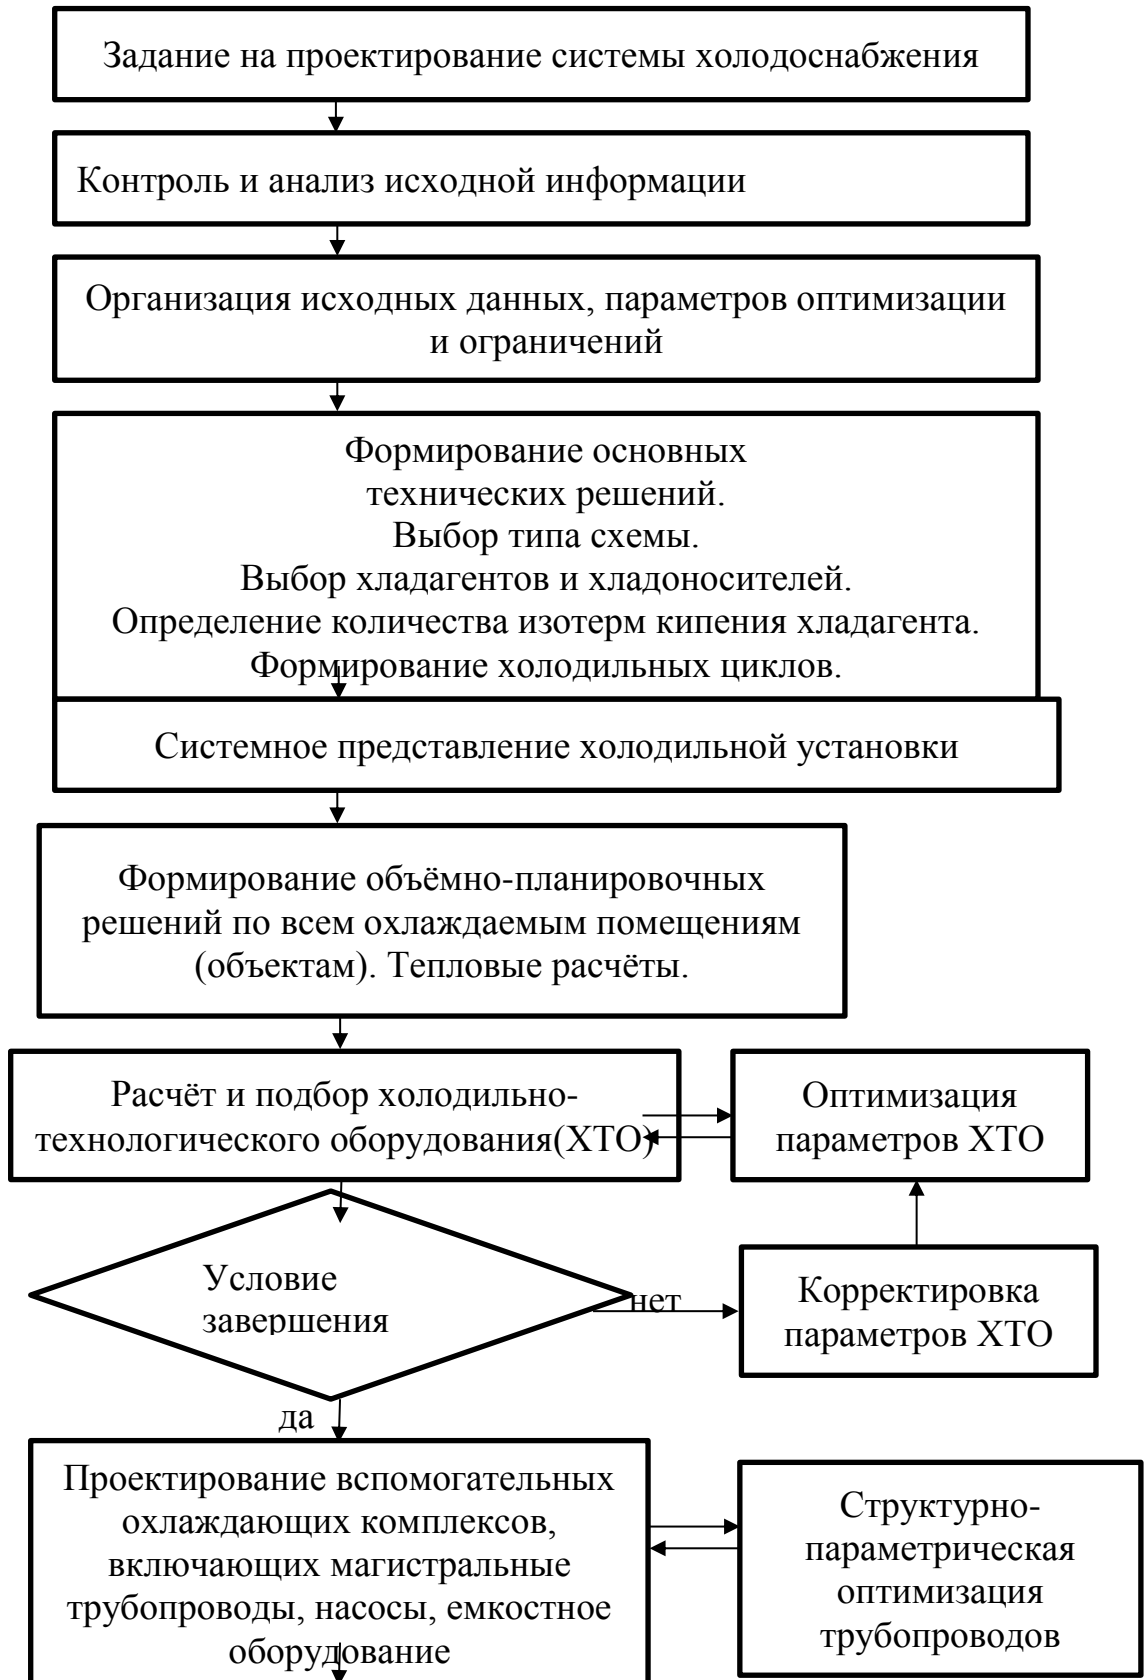 Задание на проектирование системы холодоснабжения
Контроль и анализ исходной информации
Организация исходных данных, параметров оптимизации
и ограничений
Формирование основных
технических решений.
Выбор типа схемы.
Выбор хладагентов и хладоносителей.
Определение количества изотерм кипения хладагента.
Формирование холодильных циклов.
Системное представление холодильной установки
Формирование объёмно-планировочных
решений по всем охлаждаемым помещениям
(объектам). Тепловые расчёты.
Расчёт и подбор холодильно-
технологического оборудования(ХТО)
Оптимизация
параметров ХТО
Условие
завершения
нет
Корректировка
параметров ХТО
да
Проектирование вспомогательных
охлаждающих комплексов,
включающих магистральные
трубопроводы, насосы, емкостное
оборудование
Структурно-
параметрическая
оптимизация
трубопроводов